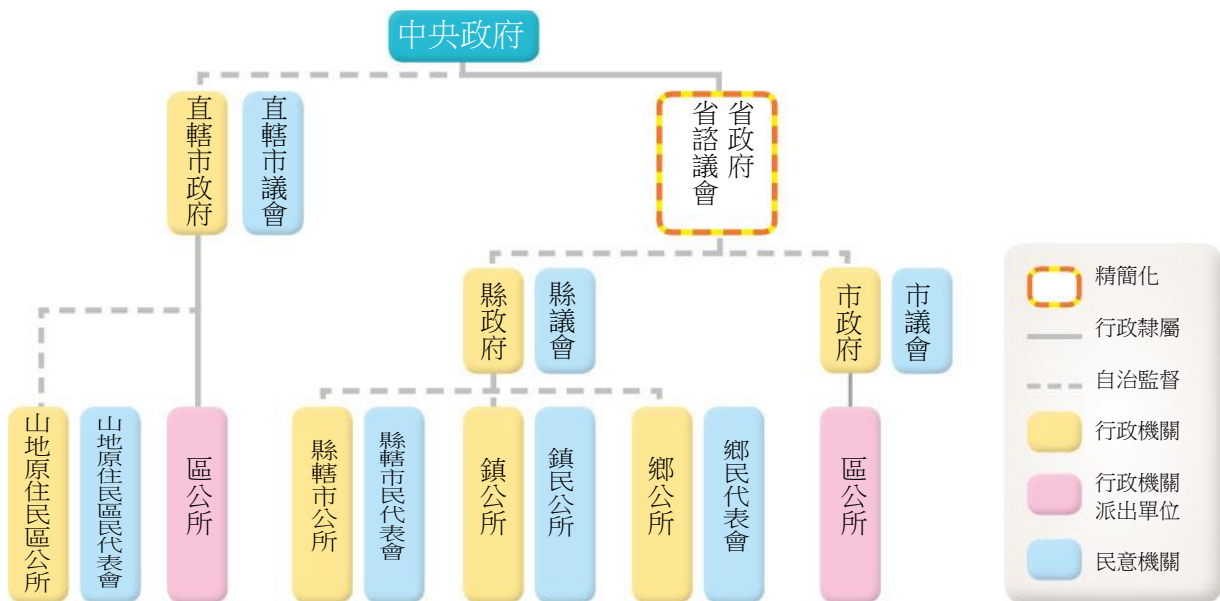 中央政府
直轄市政府
直轄市議會
省政府
省諮議會
縣政府
縣議會
市政府
市議會
山地原住民區公所
山地原住民區民代表會
區公所
縣轄市公所
縣轄市民代表會
鎮公所
鎮民公所
鄉公所
鄉民代表會
區公所
精簡化
行政隸屬
自治監督
行政機關
行政機關
派出單位
民意機關